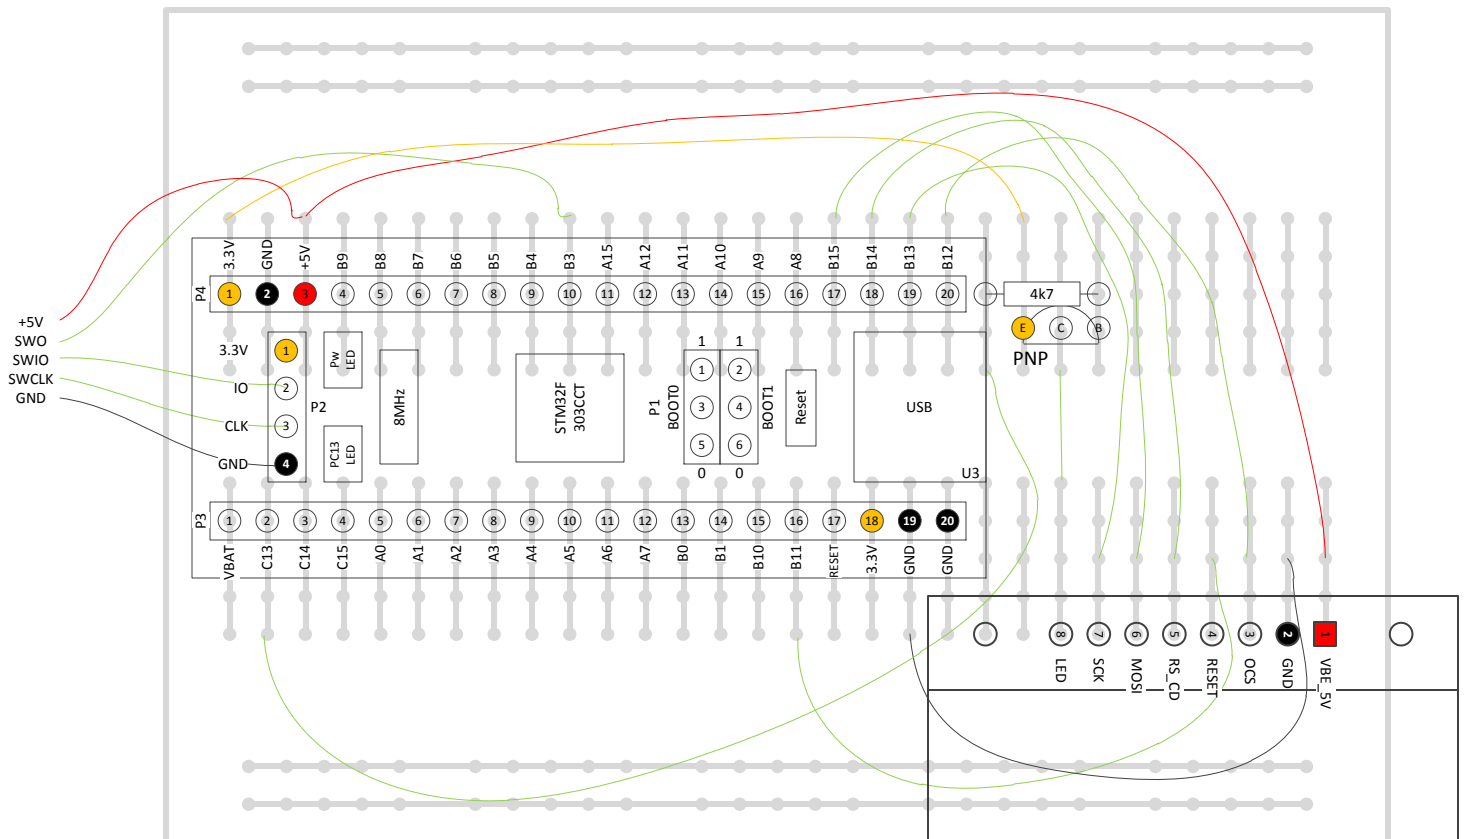 3.3V GND +5V B9 B8 B7 B6 B5 B4 B3 A15 A12 A11 A10 A9 A8 B15 B14 B13 B12
P4 1 2 3 4 5 6 7 8 9 10 11 12 13 14 15 16 17 18 19 20
4k7
+5V
SWO
SWIO
SWCLK
GND
E C B
PNP
3.3V 1
IO 2
CLK 3
GND 4
P2
Pw
LED
PC13
LED
8MHz
STM32F
303CCT
P1
BOOT0
1 1
1 2
3 4
5 6
0 0
BOOT1
Reset
USB
U3
P3 1 2 3 4 5 6 7 8 9 10 11 12 13 14 15 16 17 18 19 20
VBAT C13 C14 C15 A0 A1 A2 A3 A4 A5 A6 A7 B0 B1 B10 B11 RESET 3.3V GND GND
8 7 6 5 4 3 2 1
LED SCK MOSI RS_CD RESET OCS GND VBE_5V